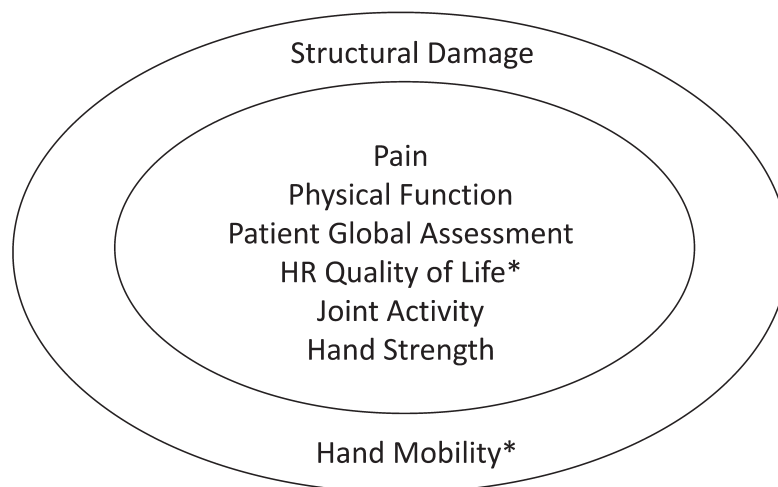 Structural Damage
Pain
Physical Function
Patient Global Assessment
HR Quality of Life*
Joint Activity
Hand Strength
Hand Mobility*